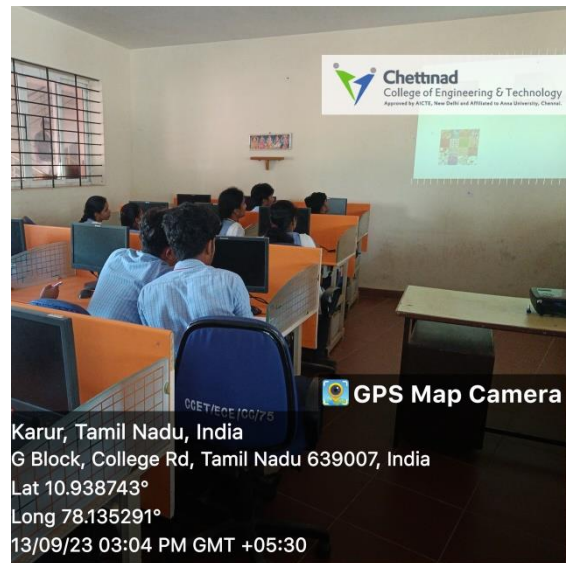 Chettinad
College of Engineering & Technology
Approved by AICTE, New Delhi and Affiliated to Anna University, Chennai.
CCET/ECE/CC/75
GPS Map Camera
Karur, Tamil Nadu, India
G Block, College Rd, Tamil Nadu 639007, India
Lat 10.938743°
Long 78.135291°
13/09/23 03:04 PM GMT +05:30